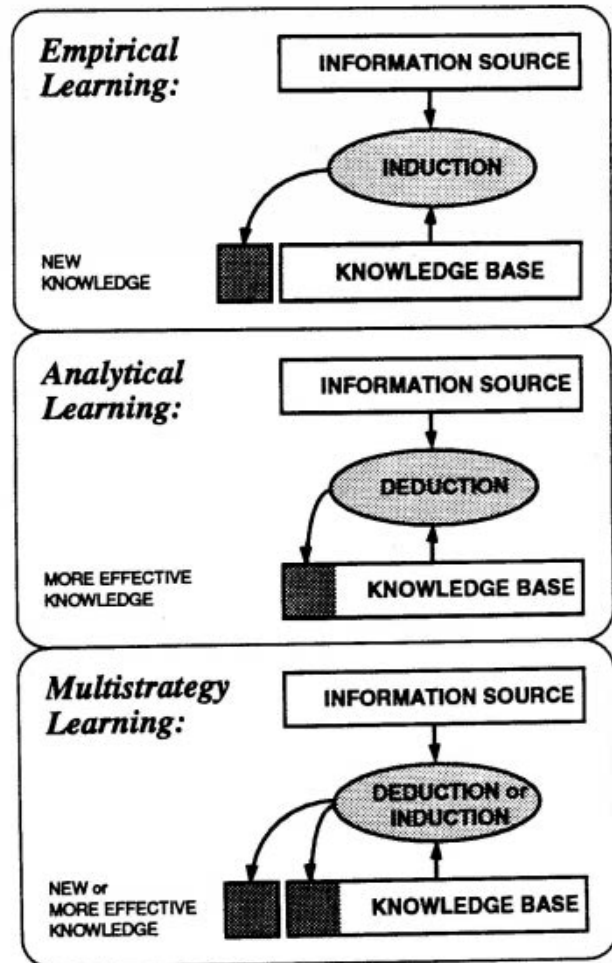 Empirical
Learning:
INFORMATION SOURCE
INDUCTION
NEW
KNOWLEDGE
KNOWLEDGE BASE
Analytical
Learning:
INFORMATION SOURCE
DEDUCTION
MORE EFFECTIVE
KNOWLEDGE
KNOWLEDGE BASE
Multistrategy
Learning:
INFORMATION SOURCE
DEDUCTION or
INDUCTION
NEW or
MORE EFFECTIVE
KNOWLEDGE
KNOWLEDGE BASE